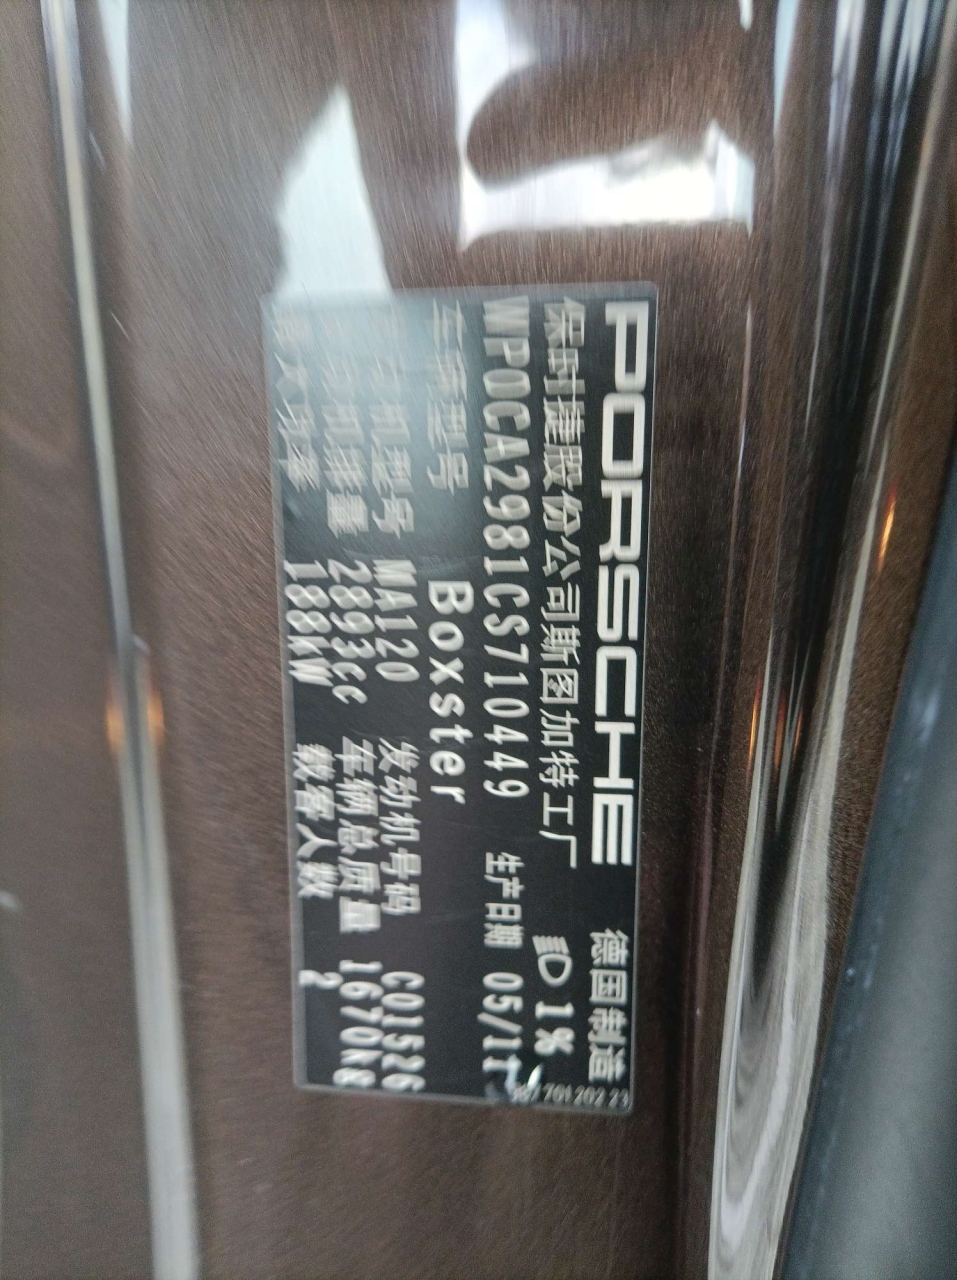 PORSCHE 德国制造
保时捷股份公司斯图加特工厂 1%
WP0CA2981CS710449 生产日期 05/11
车辆型号 Boxster
发动机型号 MA120 发动机号码 C01526
发动机排量 2893cc 车辆总质量 1670KG
最大功率 188kW 载客人数 2